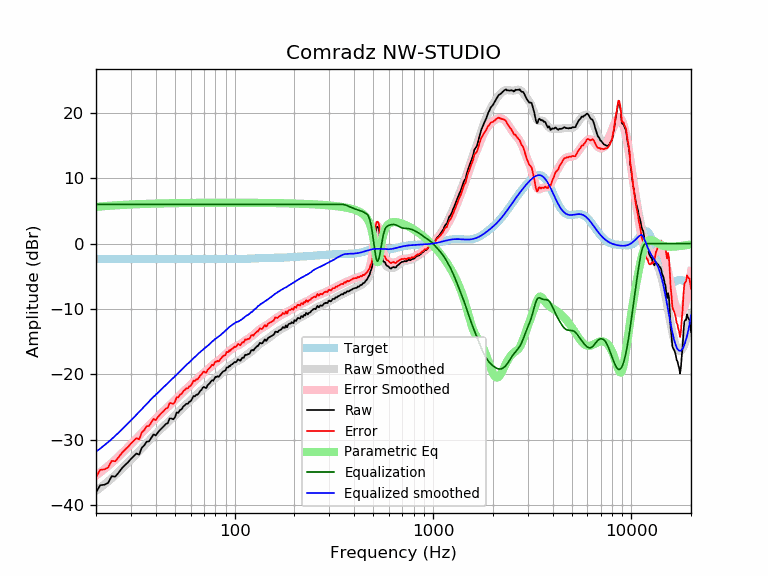 Comradz NW-STUDIO
Amplitude (dBr)
20
10
0
−10
−20
−30
−40
Target
Raw Smoothed
Error Smoothed
Raw
Error
Parametric Eq
Equalization
Equalized smoothed
100 1000 10000
Frequency (Hz)